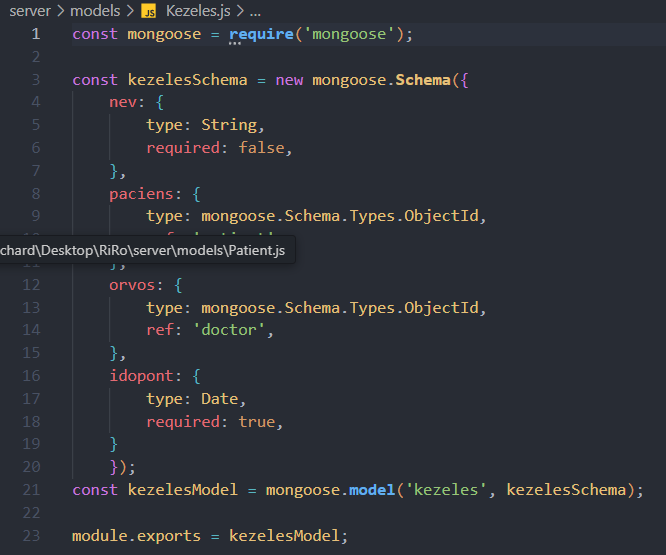 server > models > JS Kezeles.js > ...
1 const mongoose = require('mongoose');
2
3 const kezelesSchema = new mongoose.Schema({
4 nev: {
5 type: String,
6 required: false,
7 },
8 paciens: {
9 type: mongoose.Schema.Types.ObjectId,
chard\Desktop\RiRo\server\models\Patient.js
12 orvos: {
13 type: mongoose.Schema.Types.ObjectId,
14 ref: 'doctor',
15 },
16 idopont: {
17 type: Date,
18 required: true,
19 }
20 });
21 const kezelesModel = mongoose.model('kezeles', kezelesSchema);
22
23 module.exports = kezelesModel;